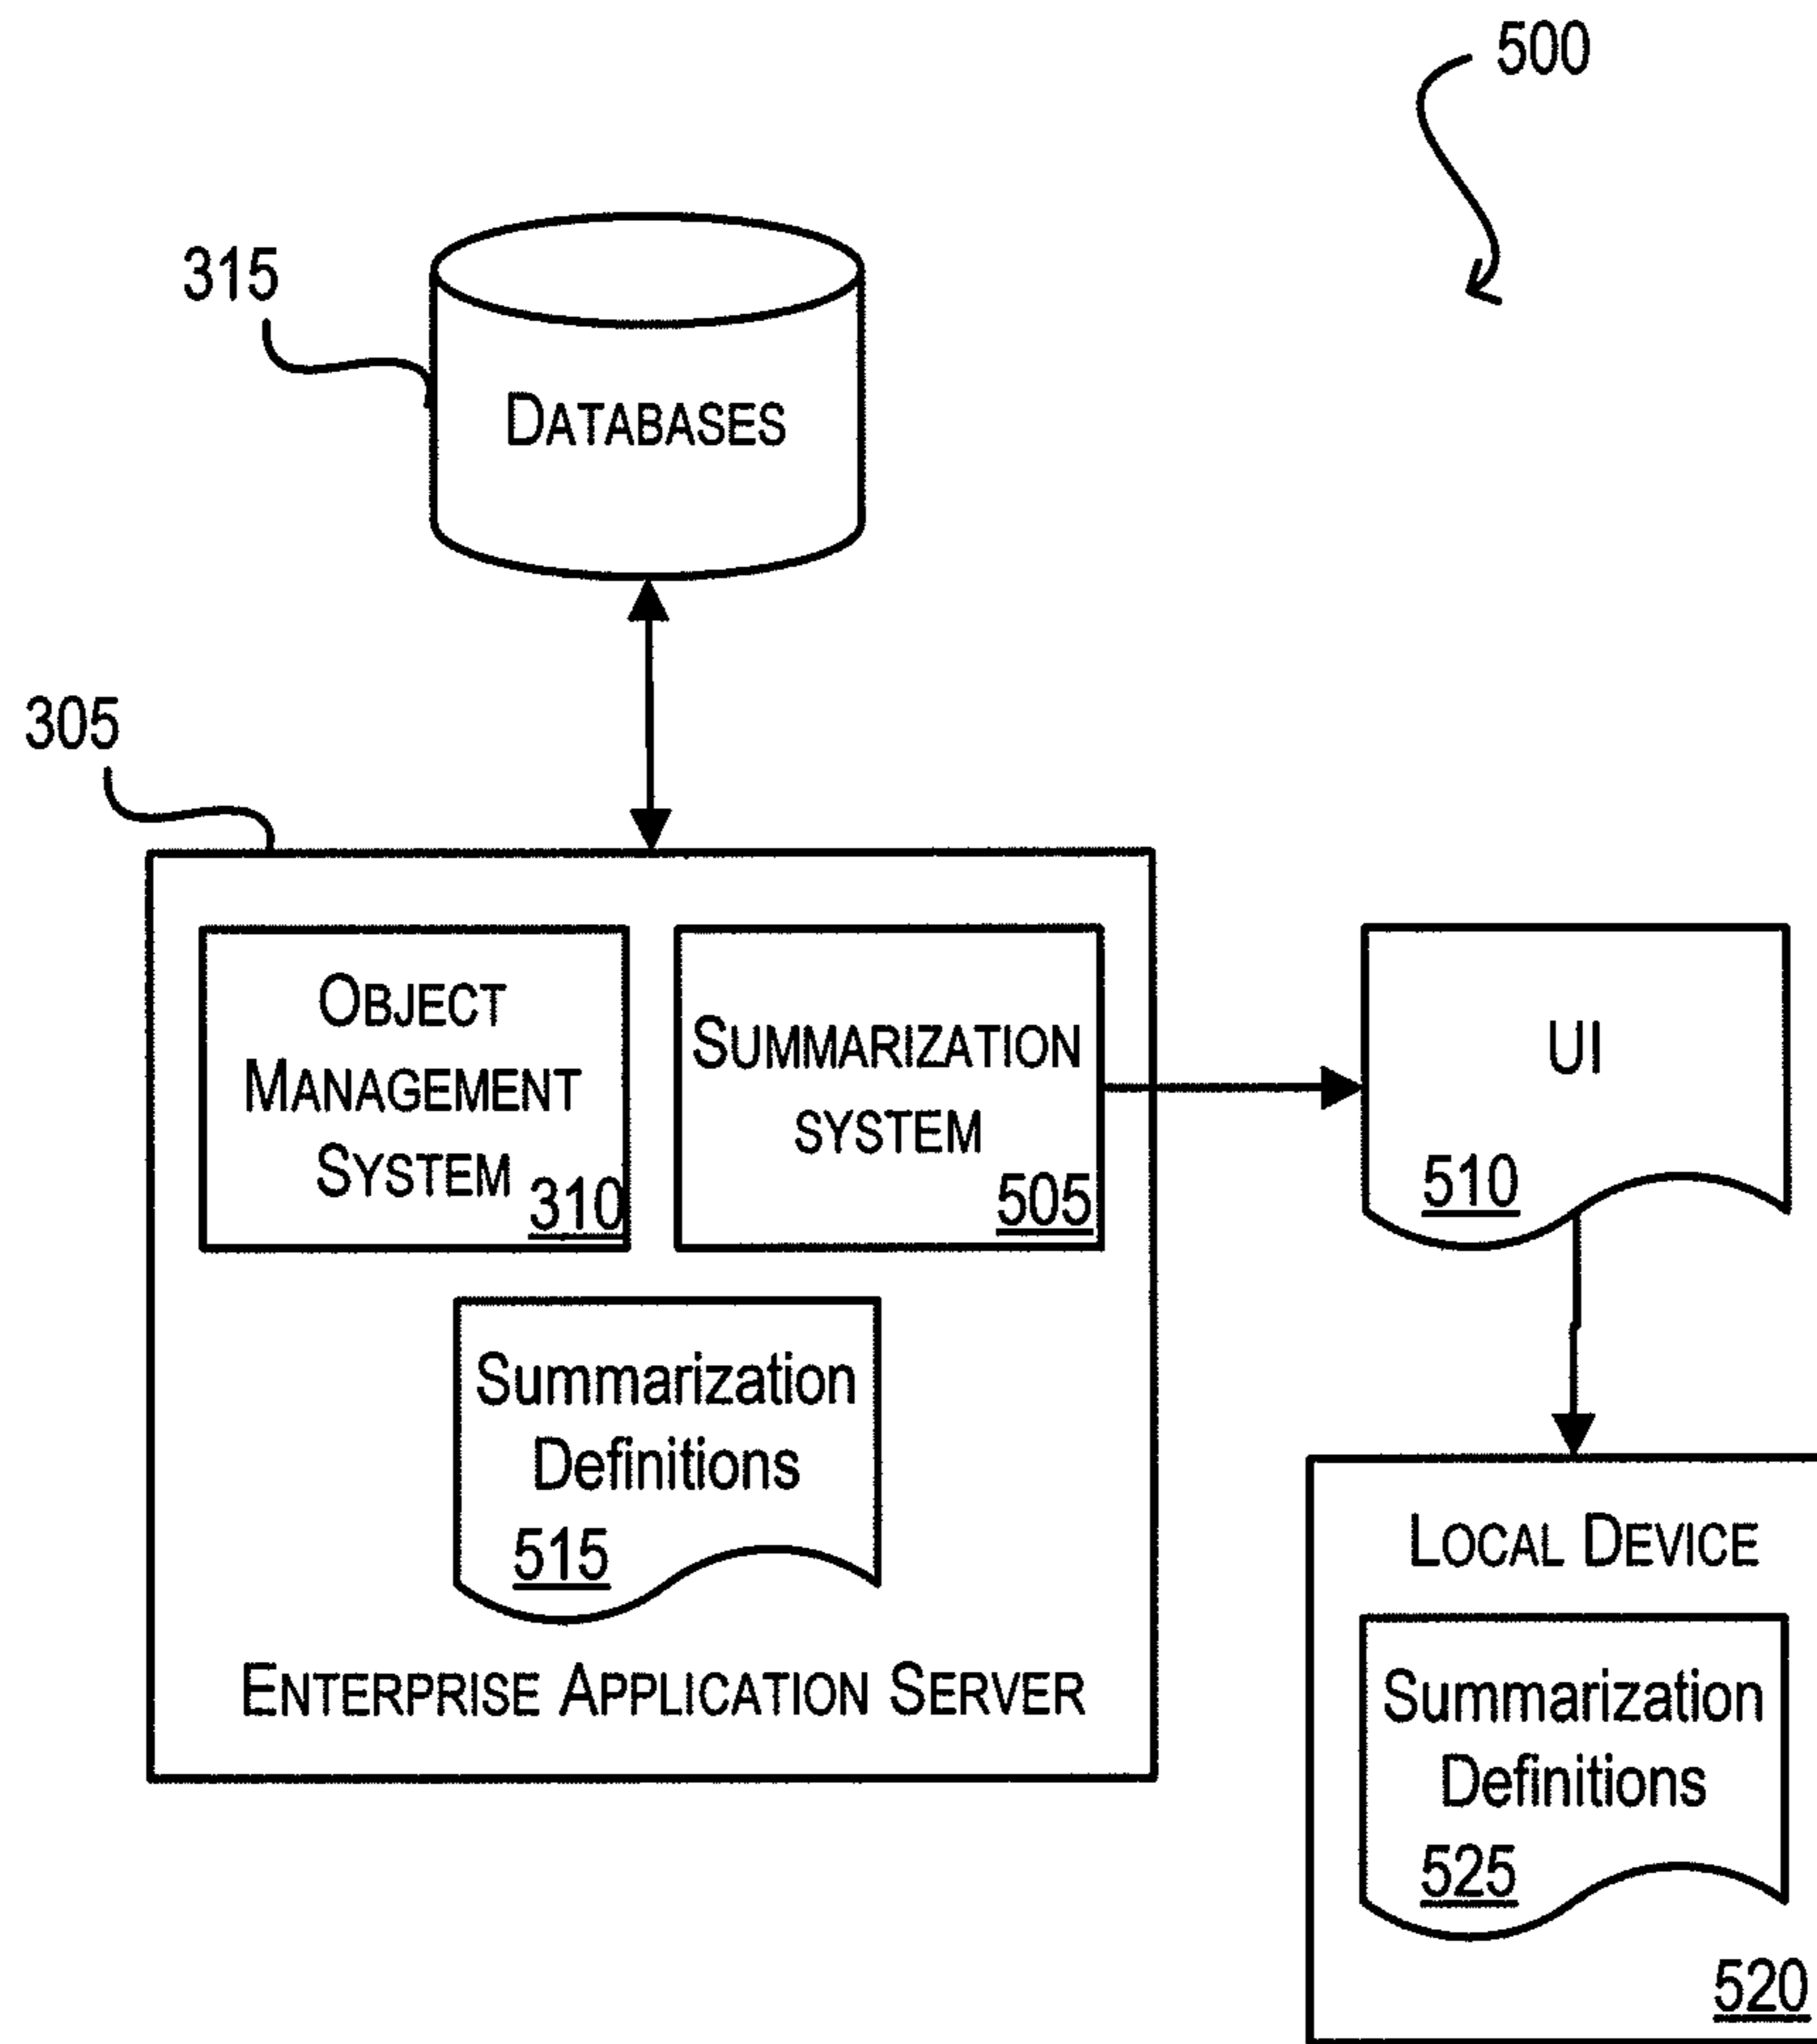 500
315
DATABASES
305
OBJECT
MANAGEMENT
SYSTEM
310
SUMMARIZATION
SYSTEM
505
UI
510
Summarization
Definitions
515
ENTERPRISE APPLICATION SERVER
LOCAL DEVICE
Summarization
Definitions
525
520